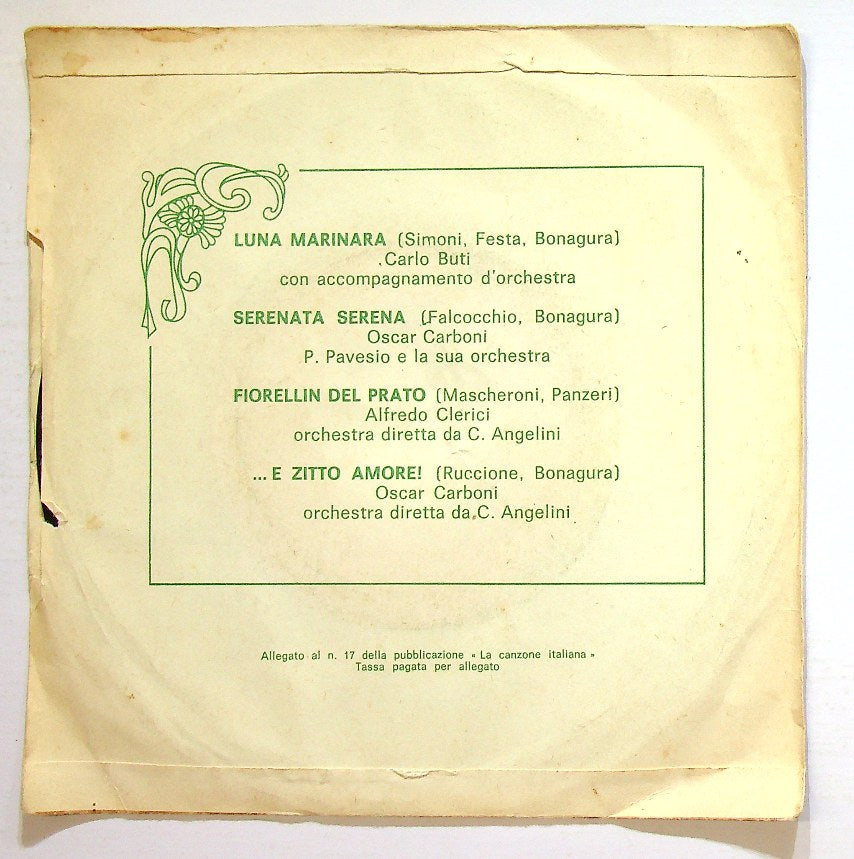 LUNA MARINARA (Simoni, Festa, Bonagura)
Carlo Buti
con accompagnamento d'orchestra
SERENATA SERENA (Falcocchio, Bonagura)
Oscar Carboni
P. Pavesio e la sua orchestra
FIORELLIN DEL PRATO (Mascheroni, Panzeri)
Alfredo Clerici
orchestra diretta da C. Angelini
... E ZITTO AMORE! (Ruccione, Bonagura)
Oscar Carboni
orchestra diretta da C. Angelini
Allegato al n. 17 della pubblicazione « La canzone italiana »
Tassa pagata per allegato